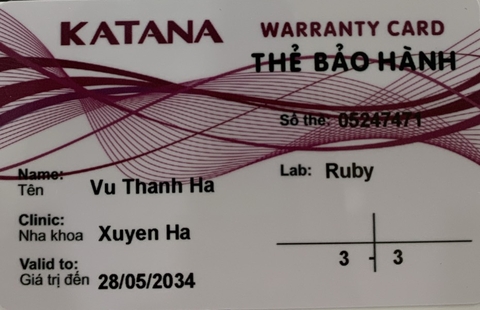 KATANA
WARRANTY CARD
THẺ BẢO HÀNH
Số thẻ: 05247471
Name:
Tên Vu Thanh Ha
Lab: Ruby
Clinic:
Nha khoa Xuyen Ha
Valid to:
Giá trị đến 28/05/2034
3 - 3